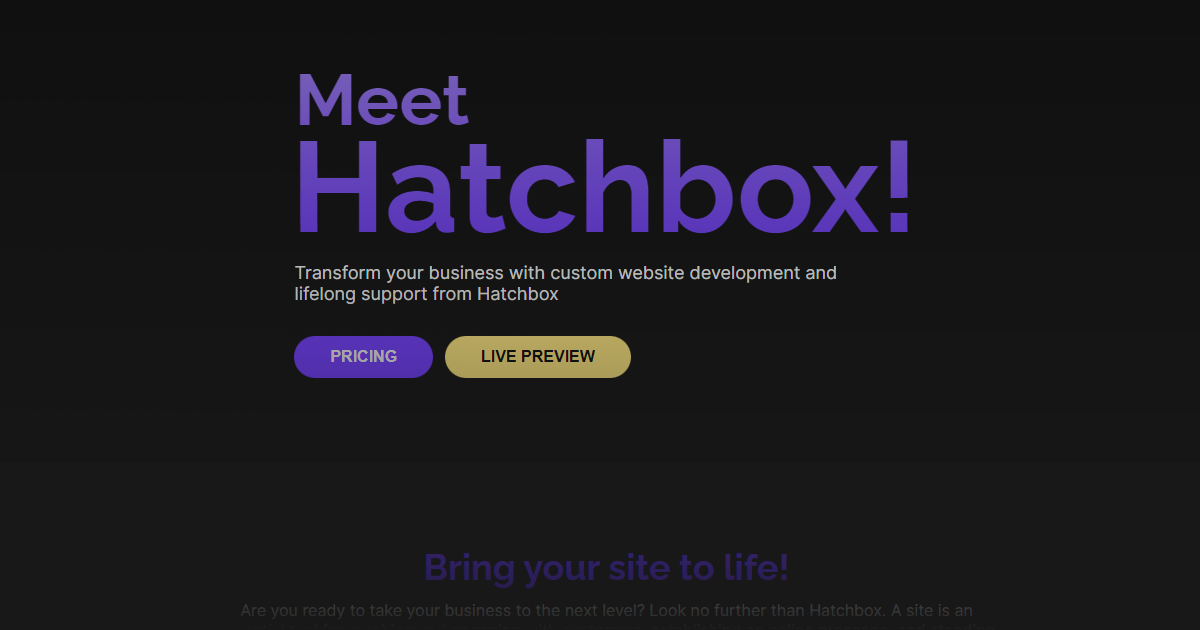 Meet
Hatchbox!
Transform your business with custom website development and
lifelong support from Hatchbox
PRICING
LIVE PREVIEW
Bring your site to life!
Are you ready to take your business to the next level? Look no further than Hatchbox. A site is an